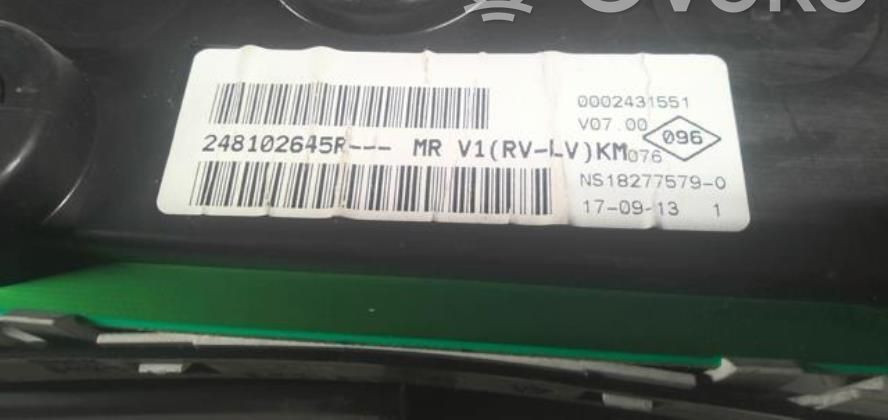 0002431551
V07.00
096
248102645R--- MR V1(RV-LV)KM
076
NS18277579-0
17-09-13 1